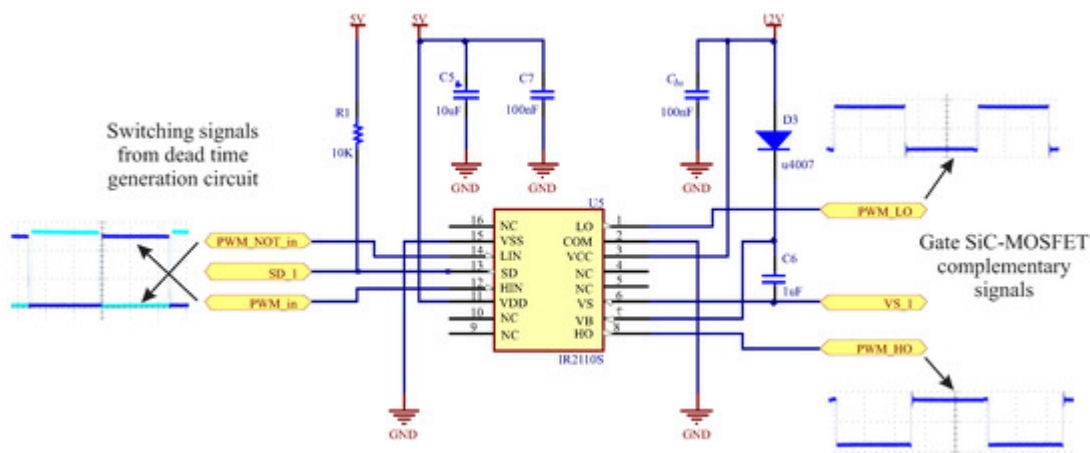 5V
5V
12V
C5
10uF
C7
100nF
100nF
R1
10K
D3
u4007
Switching signals
from dead time
generation circuit
GND
GND
GND
U5
16
NC
15
VSS
14
LIN
13
SD
12
HIN
11
VDD
10
NC
9
NC
LO
1
COM
2
VCC
3
NC
4
NC
5
VS
6
VB
7
HO
8
IR2110S
PWM_NOT_in
SD_1
PWM_in
PWM_LO
Gate SiC-MOSFET
complementary
signals
C6
1uF
VS_1
PWM_HO
GND
GND